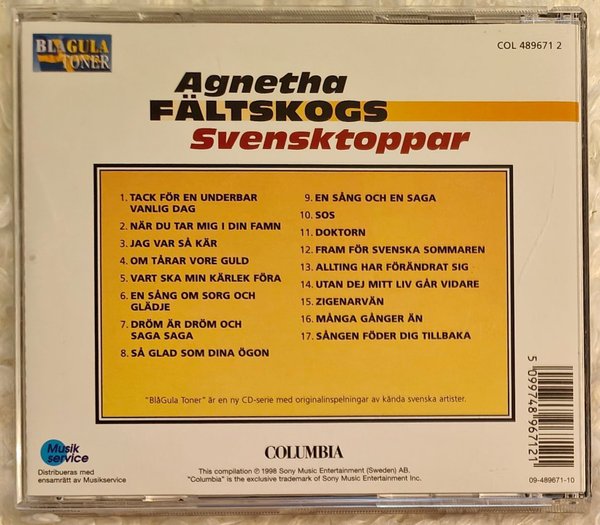 BLÅGULA
TONER
COL 489671 2
Agnetha
FÄLTSKOGS
Svensktoppar
1. TACK FÖR EN UNDERBAR
VANLIG DAG
2. NÄR DU TAR MIG I DIN FAMN
3. JAG VAR SÅ KÄR
4. OM TÅRAR VORE GULD
5. VART SKA MIN KÄRLEK FÖRA
6. EN SÅNG OM SORG OCH
GLÄDJE
7. DRÖM ÄR DRÖM OCH
SAGA SAGA
8. SÅ GLAD SOM DINA ÖGON
9. EN SÅNG OCH EN SAGA
10. SOS
11. DOKTORN
12. FRAM FÖR SVENSKA SOMMAREN
13. ALLTING HAR FÖRÄNDRAT SIG
14. UTAN DEJ MITT LIV GÅR VIDARE
15. ZIGENARVÄN
16. MÅNGA GÅNGER ÄN
17. SÅNGEN FÖDER DIG TILLBAKA
"BlåGula Toner" är en ny CD-serie med originalinspelningar av kända svenska artister.
5 099748 967121
Musik
service
Distribueras med
ensamrätt av Musikservice
COLUMBIA
This compilation ℗ 1998 Sony Music Entertainment (Sweden) AB.
"Columbia" is the exclusive trademark of Sony Music Entertainment Inc.
09-489671-10